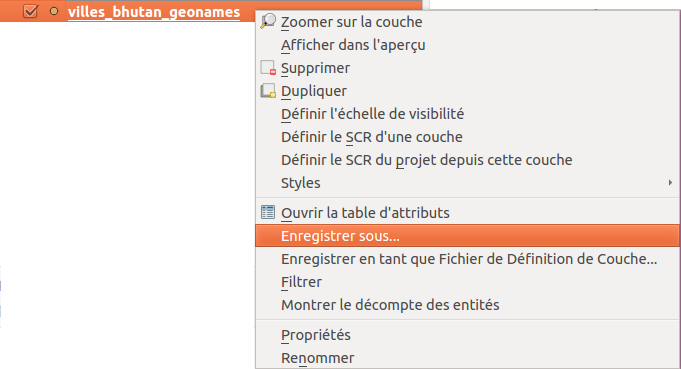 villes_bhutan_geonames
Zoomer sur la couche
Afficher dans l'aperçu
Supprimer
Dupliquer
Définir l'échelle de visibilité
Définir le SCR d'une couche
Définir le SCR du projet depuis cette couche
Styles
Ouvrir la table d'attributs
Enregistrer sous...
Enregistrer en tant que Fichier de Définition de Couche...
Filtrer
Montrer le décompte des entités
Propriétés
Renommer